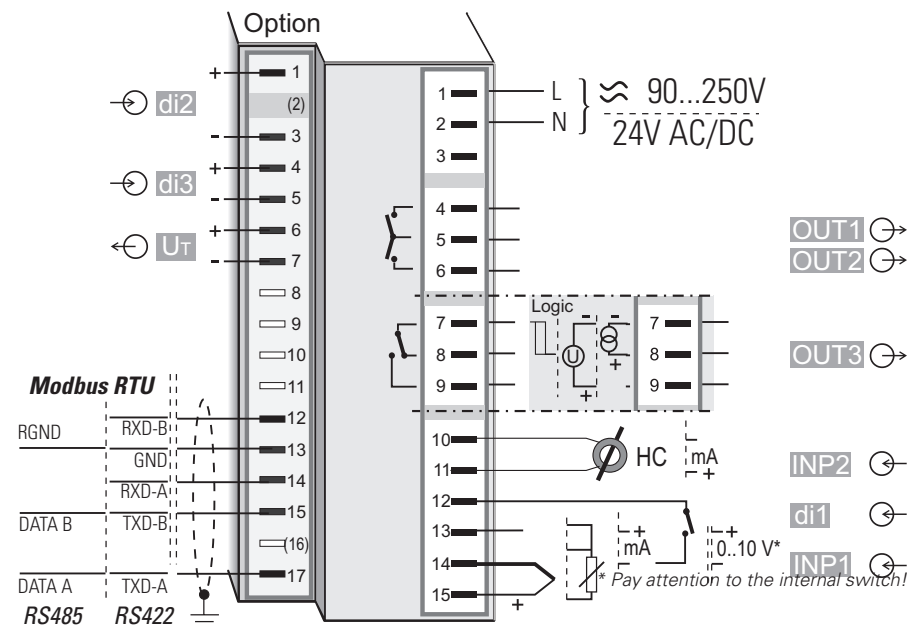 Option
+ 1
(2)
di2
- 3
+ 4
di3
- 5
+ 6
UT
- 7
8
9
10
11
Modbus RTU
12
13
14
15
(16)
17
RGND
RXD-B
GND
RXD-A
DATA B
TXD-B
DATA A
TXD-A
RS485
RS422
1
2
3
4
5
6
7
8
9
10
11
12
13
14
15
+
L
N
} ≈ 90...250V
24V AC/DC
Logic
- -
U
+ +
7
8
- 9
HC
-
mA
+
- +
mA
+
0..10 V*
-
OUT1
OUT2
OUT3
INP2
di1
INP1
* Pay attention to the internal switch!